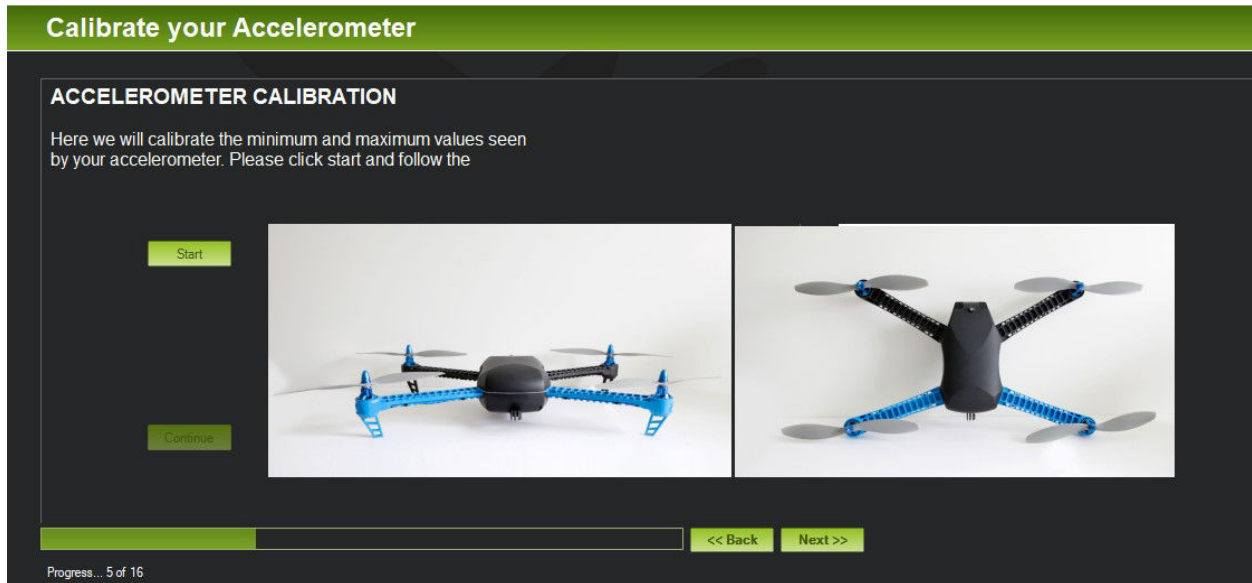 Calibrate your Accelerometer
ACCELEROMETER CALIBRATION
Here we will calibrate the minimum and maximum values seen
by your accelerometer. Please click start and follow the
Start
Continue
<< Back
Next >>
Progress... 5 of 16